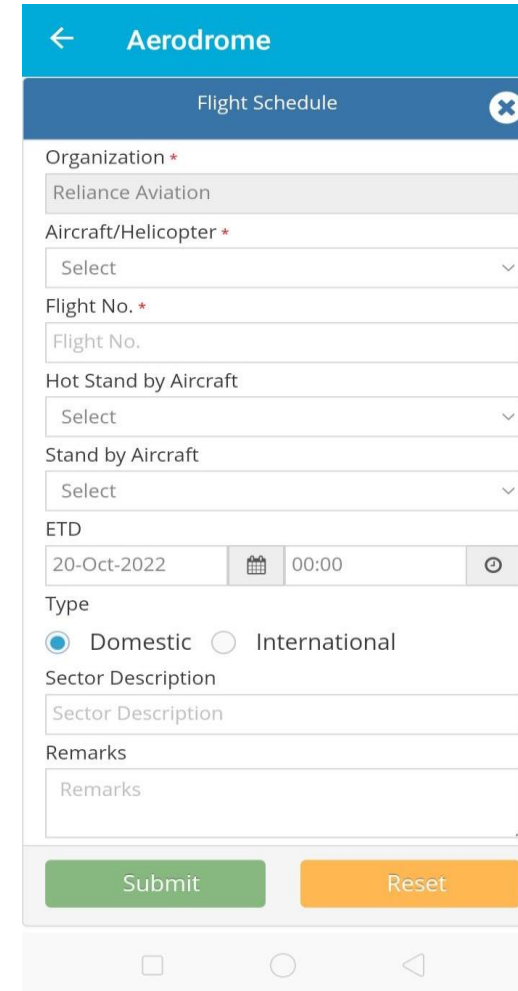 Aerodrome
Flight Schedule
Organization *
Reliance Aviation
Aircraft/Helicopter *
Select
Flight No. *
Flight No.
Hot Stand by Aircraft
Select
Stand by Aircraft
Select
ETD
20-Oct-2022 00:00
Type
Domestic International
Sector Description
Sector Description
Remarks
Remarks
Submit Reset